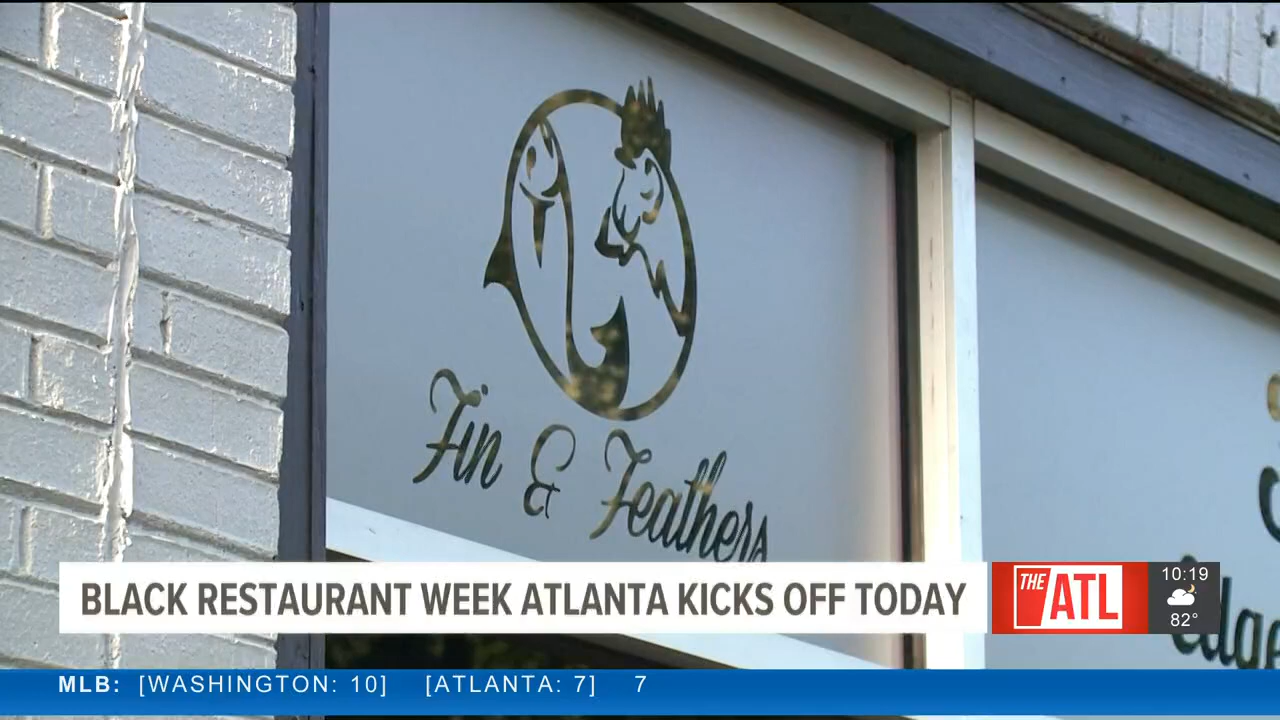 Fin & Feathers
BLACK RESTAURANT WEEK ATLANTA KICKS OFF TODAY
THE ATL
10:19
82°
Edge
MLB: [WASHINGTON: 10] [ATLANTA: 7] 7